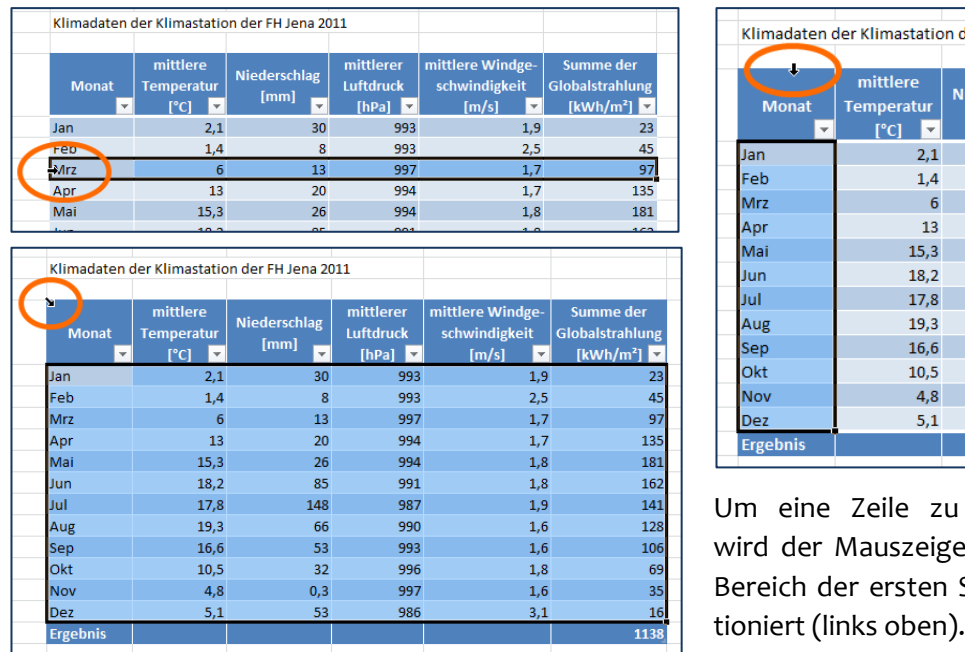 Klimadaten der Klimastation der FH Jena 2011
Monat mittlere Temperatur [°C] Niederschlag [mm] mittlerer Luftdruck [hPa] mittlere Windge-schwindigkeit [m/s] Summe der Globalstrahlung [kWh/m²]
Jan 2,1 30 993 1,9 23
Feb 1,4 8 993 2,5 45
Mrz 6 13 997 1,7 97
Apr 13 20 994 1,7 135
Mai 15,3 26 994 1,8 181
Klimadaten der Klimastation der FH Jena 2011
Monat mittlere Temperatur [°C] Niederschlag [mm] mittlerer Luftdruck [hPa] mittlere Windge-schwindigkeit [m/s] Summe der Globalstrahlung [kWh/m²]
Jan 2,1 30 993 1,9 23
Feb 1,4 8 993 2,5 45
Mrz 6 13 997 1,7 97
Apr 13 20 994 1,7 135
Mai 15,3 26 994 1,8 181
Jun 18,2 85 991 1,8 162
Jul 17,8 148 987 1,9 141
Aug 19,3 66 990 1,6 128
Sep 16,6 53 993 1,6 106
Okt 10,5 32 996 1,8 69
Nov 4,8 0,3 997 1,6 35
Dez 5,1 53 986 3,1 16
Ergebnis 1138
Klimadaten der Klimastation d
Monat mittlere Temperatur [°C] N
Jan 2,1
Feb 1,4
Mrz 6
Apr 13
Mai 15,3
Jun 18,2
Jul 17,8
Aug 19,3
Sep 16,6
Okt 10,5
Nov 4,8
Dez 5,1
Ergebnis
Um eine Zeile zu
wird der Mauszeige
Bereich der ersten S
tioniert (links oben).